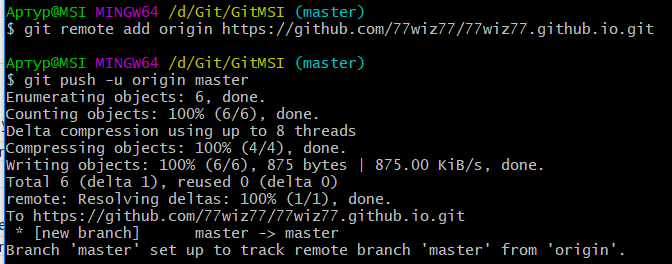 Артур@MSI MINGW64 /d/Git/GitMSI (master)
$ git remote add origin https://github.com/77wiz77/77wiz77.github.io.git
Артур@MSI MINGW64 /d/Git/GitMSI (master)
$ git push -u origin master
Enumerating objects: 6, done.
Counting objects: 100% (6/6), done.
Delta compression using up to 8 threads
Compressing objects: 100% (4/4), done.
Writing objects: 100% (6/6), 875 bytes | 875.00 KiB/s, done.
Total 6 (delta 1), reused 0 (delta 0)
remote: Resolving deltas: 100% (1/1), done.
To https://github.com/77wiz77/77wiz77.github.io.git
 * [new branch]      master -> master
Branch 'master' set up to track remote branch 'master' from 'origin'.